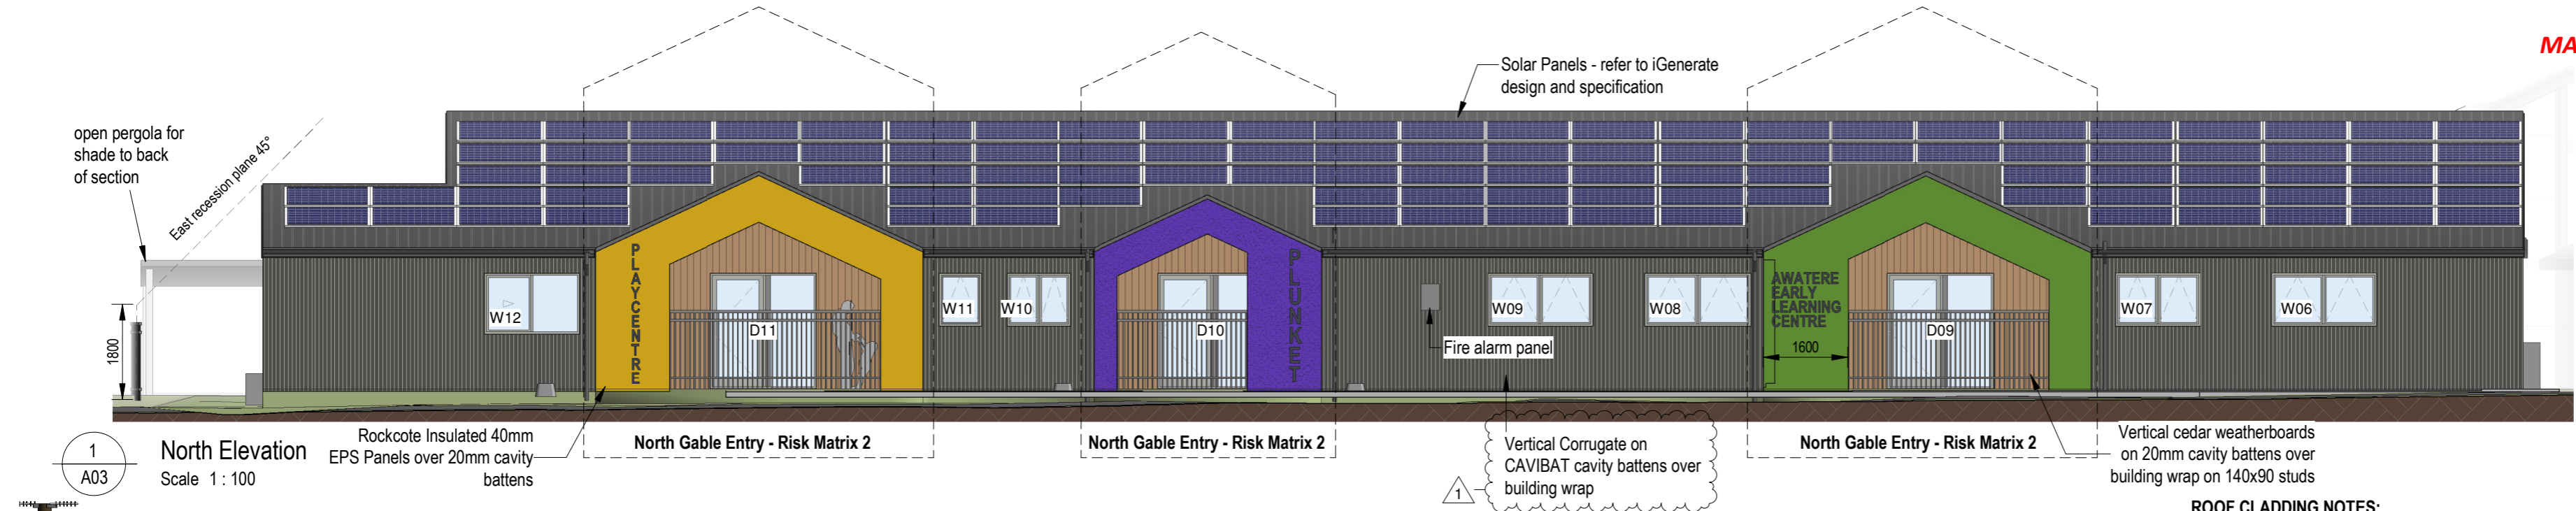 MA
Solar Panels - refer to iGenerate
design and specification
open pergola for
shade to back
of section
East recession plane 45°
PLAYCENTRE
PLUNKET
AWATERE
EARLY
LEARNING
CENTRE
W12
D11
W11
W10
D10
W09
W08
D09
W07
W06
Fire alarm panel
1800
1600
1
A03
North Elevation
Scale 1 : 100
Rockcote Insulated 40mm
EPS Panels over 20mm cavity
battens
North Gable Entry - Risk Matrix 2
North Gable Entry - Risk Matrix 2
1
Vertical Corrugate on
CAVIBAT cavity battens over
building wrap
North Gable Entry - Risk Matrix 2
Vertical cedar weatherboards
on 20mm cavity battens over
building wrap on 140x90 studs
ROOF CLADDING NOTES: